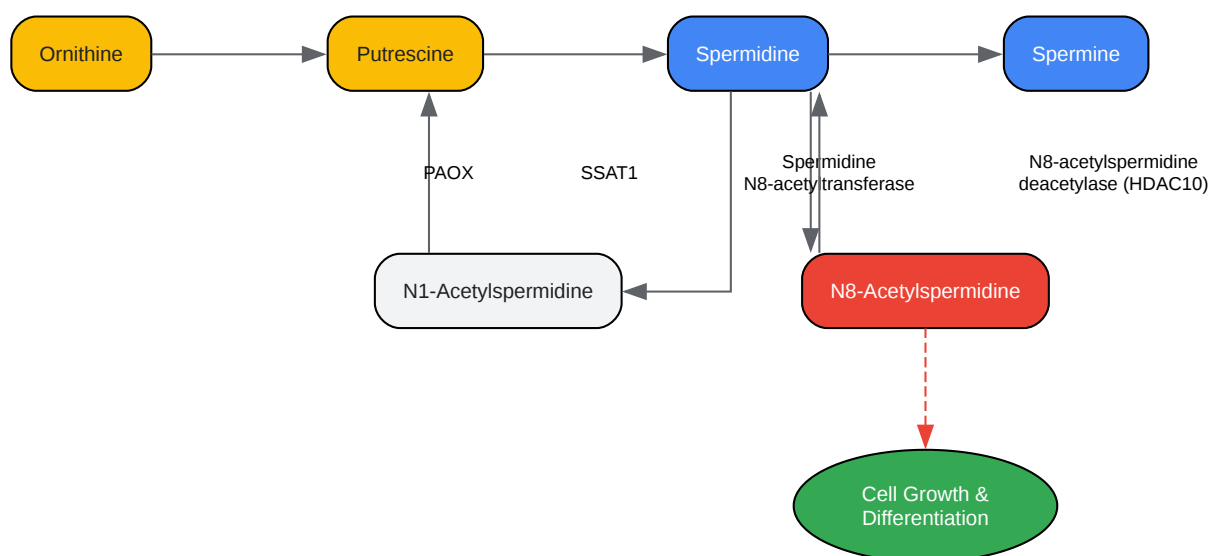 Ornithine
Putrescine
Spermidine
Spermine
PAOX
SSAT1
Spermidine
N8-acetyltransferase
N8-acetylspermidine
deacetylase (HDAC10)
N1-Acetylspermidine
N8-Acetylspermidine
Cell Growth &
Differentiation